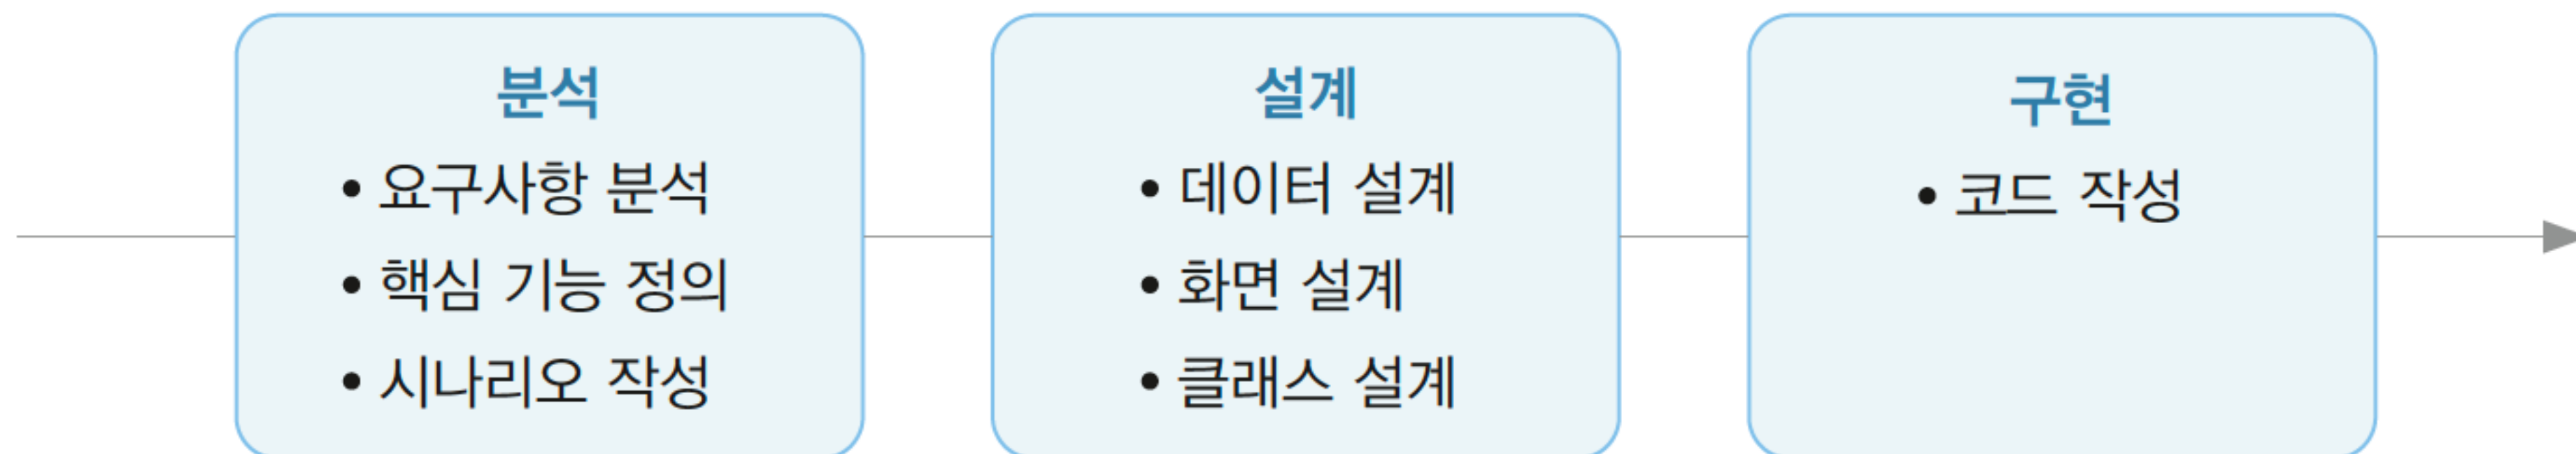 분석
• 요구사항 분석
• 핵심 기능 정의
• 시나리오 작성
설계
• 데이터 설계
• 화면 설계
• 클래스 설계
구현
• 코드 작성